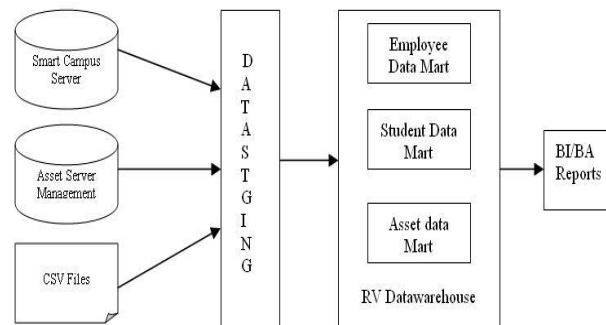 Smart Campus
Server
Asset Server
Management
CSV Files
D
A
T
A
S
T
G
I
N
G
Employee
Data Mart
Student Data
Mart
Asset data
Mart
RV Datawarehouse
BI/BA
Reports